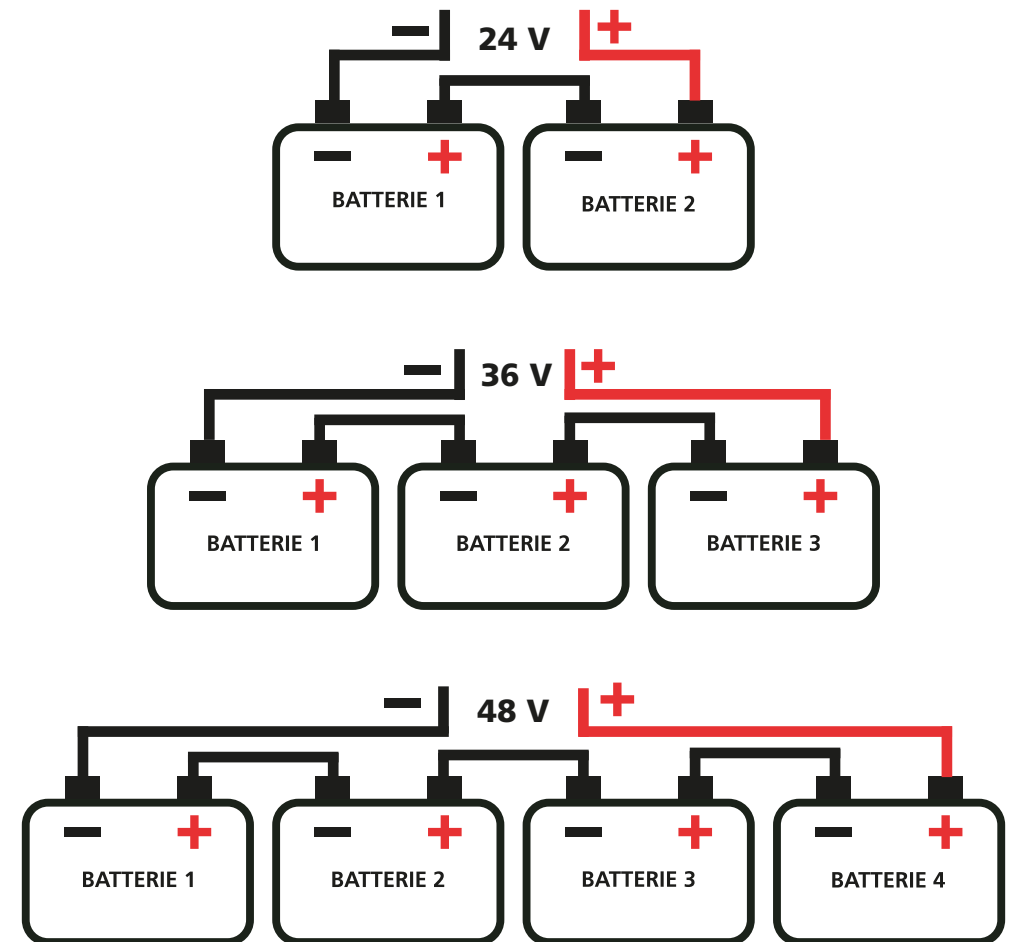 − 24 V +
− + − +
BATTERIE 1 BATTERIE 2
− 36 V +
− + − + − +
BATTERIE 1 BATTERIE 2 BATTERIE 3
− 48 V +
− + − + − + − +
BATTERIE 1 BATTERIE 2 BATTERIE 3 BATTERIE 4